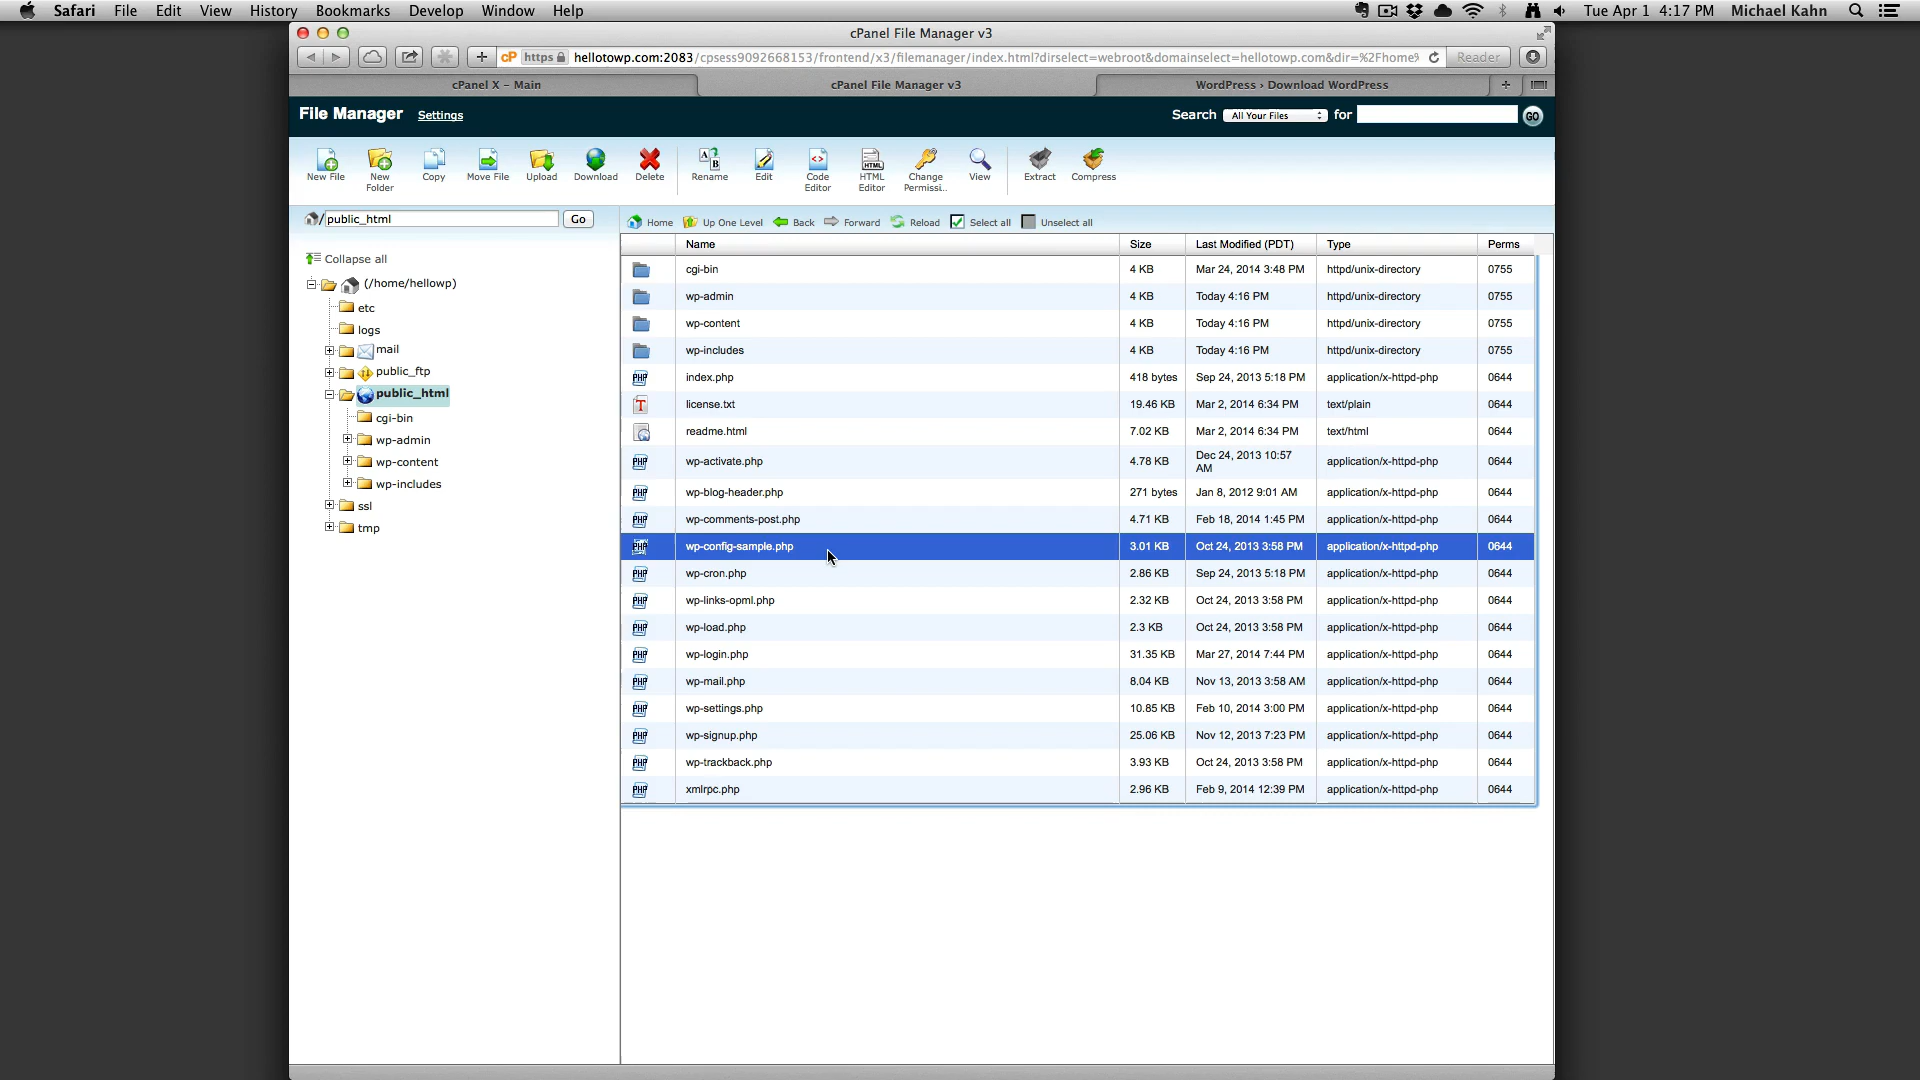 Safari File Edit View History Bookmarks Develop Window Help Tue Apr 1 4:17 PM Michael Kahn
cPanel File Manager v3
cP https hellotowp.com:2083/cpsess9092668153/frontend/x3/filemanager/index.html?dirselect=webroot&domainselect=hellotowp.com&dir=%2Fhome% Reader
cPanel X – Main cPanel File Manager v3 WordPress › Download WordPress
File Manager Settings Search All Your Files for GO
New File New Folder Copy Move File Upload Download Delete Rename Edit Code Editor HTML Editor Change Permissi... View Extract Compress
/ public_html Go
Home Up One Level Back Forward Reload Select all Unselect all
Collapse all
(/home/hellowp)
etc
logs
mail
public_ftp
public_html
cgi-bin
wp-admin
wp-content
wp-includes
ssl
tmp
Name Size Last Modified (PDT) Type Perms
cgi-bin 4 KB Mar 24, 2014 3:48 PM httpd/unix-directory 0755
wp-admin 4 KB Today 4:16 PM httpd/unix-directory 0755
wp-content 4 KB Today 4:16 PM httpd/unix-directory 0755
wp-includes 4 KB Today 4:16 PM httpd/unix-directory 0755
PHP index.php 418 bytes Sep 24, 2013 5:18 PM application/x-httpd-php 0644
T license.txt 19.46 KB Mar 2, 2014 6:34 PM text/plain 0644
readme.html 7.02 KB Mar 2, 2014 6:34 PM text/html 0644
PHP wp-activate.php 4.78 KB Dec 24, 2013 10:57 AM application/x-httpd-php 0644
PHP wp-blog-header.php 271 bytes Jan 8, 2012 9:01 AM application/x-httpd-php 0644
PHP wp-comments-post.php 4.71 KB Feb 18, 2014 1:45 PM application/x-httpd-php 0644
PHP wp-config-sample.php 3.01 KB Oct 24, 2013 3:58 PM application/x-httpd-php 0644
PHP wp-cron.php 2.86 KB Sep 24, 2013 5:18 PM application/x-httpd-php 0644
PHP wp-links-opml.php 2.32 KB Oct 24, 2013 3:58 PM application/x-httpd-php 0644
PHP wp-load.php 2.3 KB Oct 24, 2013 3:58 PM application/x-httpd-php 0644
PHP wp-login.php 31.35 KB Mar 27, 2014 7:44 PM application/x-httpd-php 0644
PHP wp-mail.php 8.04 KB Nov 13, 2013 3:58 AM application/x-httpd-php 0644
PHP wp-settings.php 10.85 KB Feb 10, 2014 3:00 PM application/x-httpd-php 0644
PHP wp-signup.php 25.06 KB Nov 12, 2013 7:23 PM application/x-httpd-php 0644
PHP wp-trackback.php 3.93 KB Oct 24, 2013 3:58 PM application/x-httpd-php 0644
PHP xmlrpc.php 2.96 KB Feb 9, 2014 12:39 PM application/x-httpd-php 0644